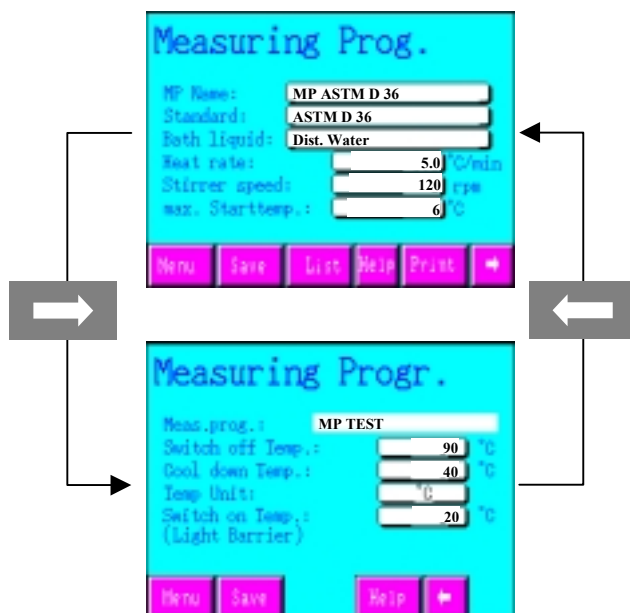 Measuring Prog.
MP Name: MP ASTM D 36
Standard: ASTM D 36
Bath liquid: Dist. Water
Heat rate: 5.0 °C/min
Stirrer speed: 120 rpm
max. Starttemp.: 6 °C
Menu Save List Help Print
Measuring Progr.
Meas.prog.: MP TEST
Switch off Temp.: 90 °C
Cool down Temp.: 40 °C
Temp Unit: °C
Switch on Temp.: 20 °C
(Light Barrier)
Menu Save Help